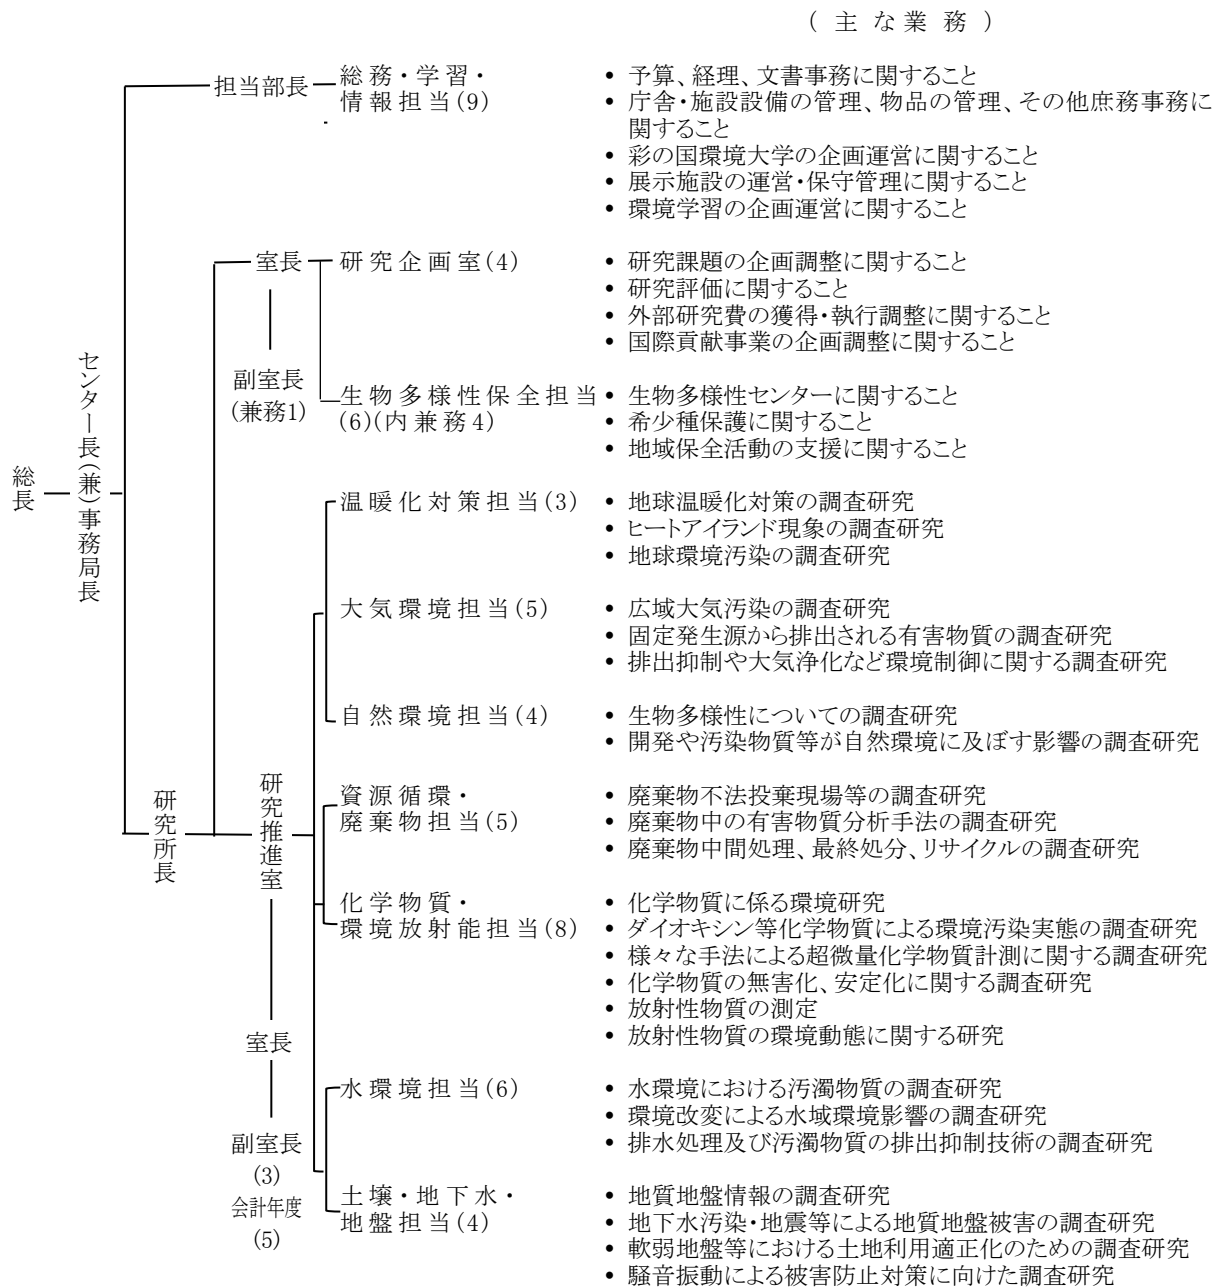 （ 主 な 業 務 ）
総長
センター長(兼)事務局長
担当部長
総務・学習・
情報担当(9)
• 予算、経理、文書事務に関すること
• 庁舎・施設設備の管理、物品の管理、その他庶務事務に
関すること
• 彩の国環境大学の企画運営に関すること
• 展示施設の運営・保守管理に関すること
• 環境学習の企画運営に関すること
研究所長
室長
副室長
(兼務1)
研究企画室(4)
• 研究課題の企画調整に関すること
• 研究評価に関すること
• 外部研究費の獲得・執行調整に関すること
• 国際貢献事業の企画調整に関すること
生物多様性保全担当
(6)(内兼務4)
• 生物多様性センターに関すること
• 希少種保護に関すること
• 地域保全活動の支援に関すること
研究推進室
室長
副室長
(3)
会計年度
(5)
温暖化対策担当(3)
• 地球温暖化対策の調査研究
• ヒートアイランド現象の調査研究
• 地球環境汚染の調査研究
大気環境担当(5)
• 広域大気汚染の調査研究
• 固定発生源から排出される有害物質の調査研究
• 排出抑制や大気浄化など環境制御に関する調査研究
自然環境担当(4)
• 生物多様性についての調査研究
• 開発や汚染物質等が自然環境に及ぼす影響の調査研究
資源循環・
廃棄物担当(5)
• 廃棄物不法投棄現場等の調査研究
• 廃棄物中の有害物質分析手法の調査研究
• 廃棄物中間処理、最終処分、リサイクルの調査研究
化学物質・
環境放射能担当(8)
• 化学物質に係る環境研究
• ダイオキシン等化学物質による環境汚染実態の調査研究
• 様々な手法による超微量化学物質計測に関する調査研究
• 化学物質の無害化、安定化に関する調査研究
• 放射性物質の測定
• 放射性物質の環境動態に関する研究
水環境担当(6)
• 水環境における汚濁物質の調査研究
• 環境改変による水域環境影響の調査研究
• 排水処理及び汚濁物質の排出抑制技術の調査研究
土壌・地下水・
地盤担当(4)
• 地質地盤情報の調査研究
• 地下水汚染・地震等による地質地盤被害の調査研究
• 軟弱地盤等における土地利用適正化のための調査研究
• 騒音振動による被害防止対策に向けた調査研究